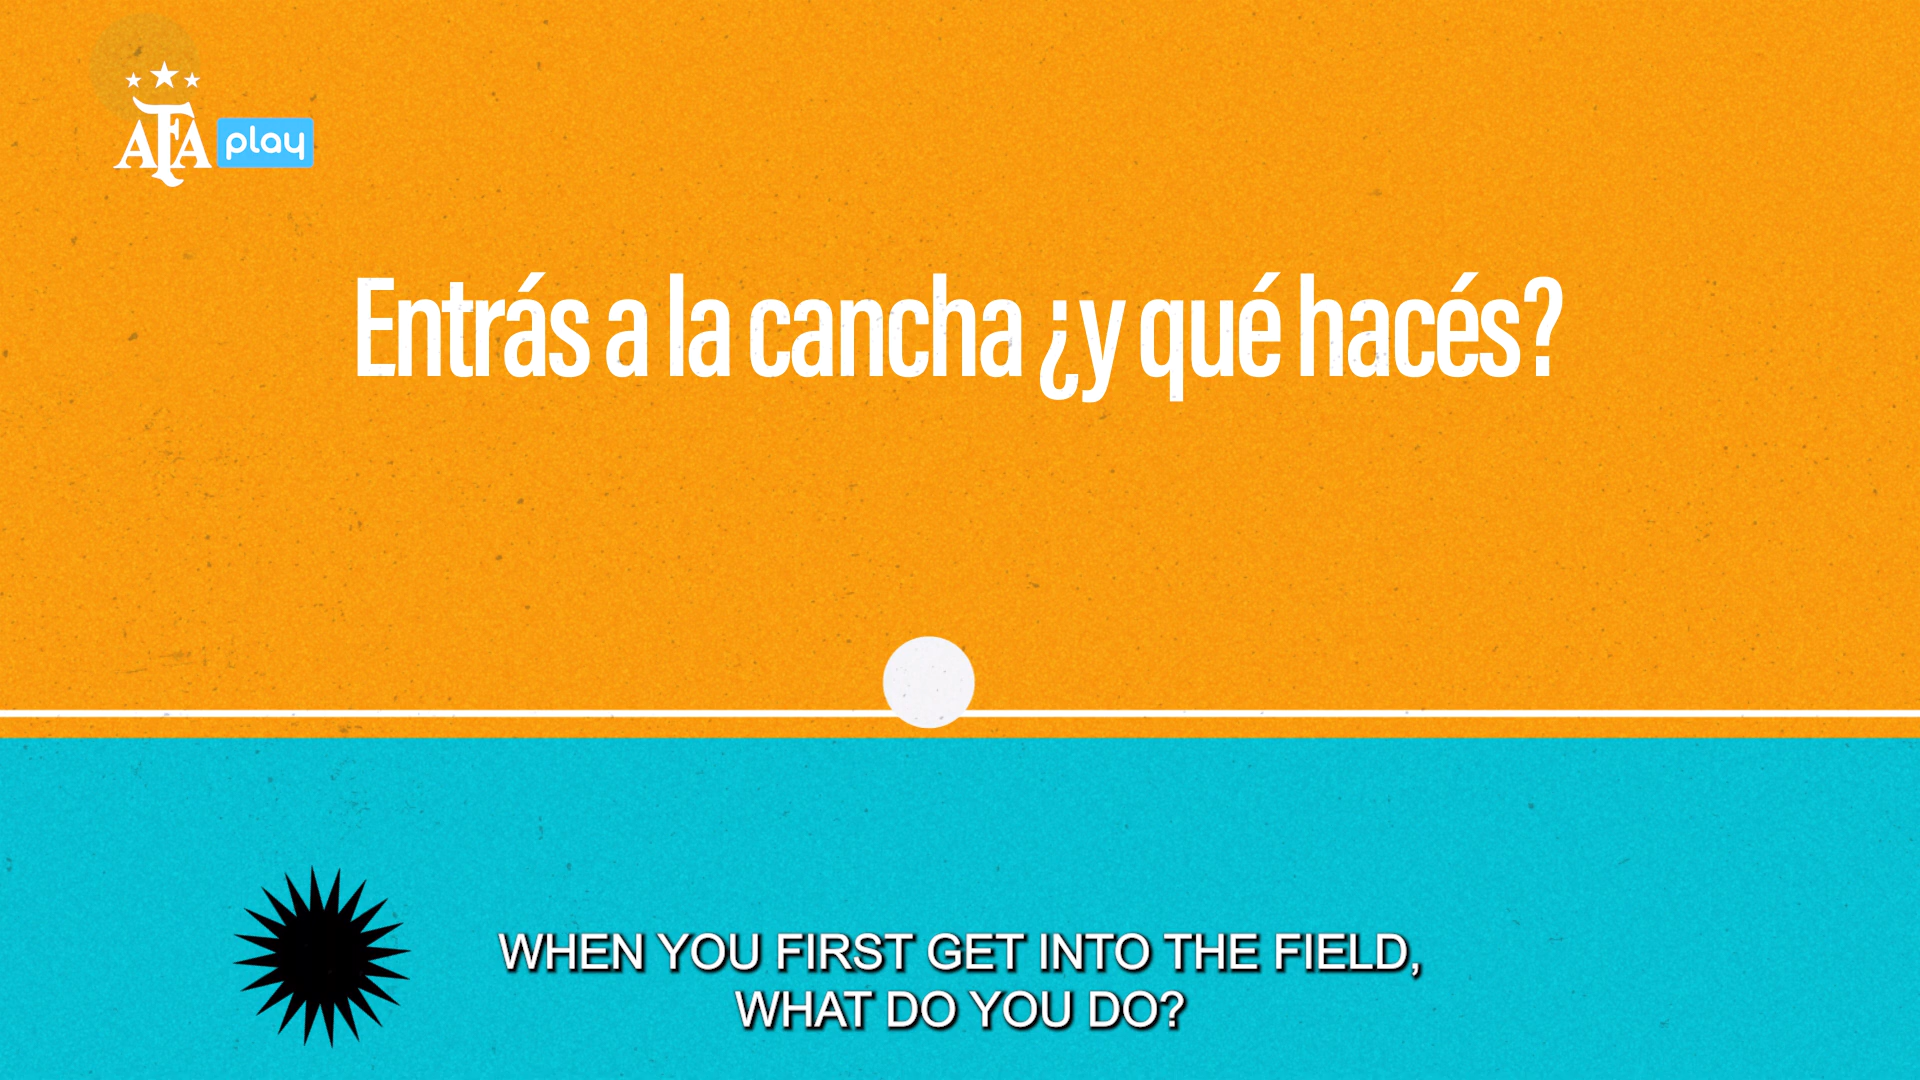 AFA play
Entrás a la cancha ¿y qué hacés?
WHEN YOU FIRST GET INTO THE FIELD,
WHAT DO YOU DO?